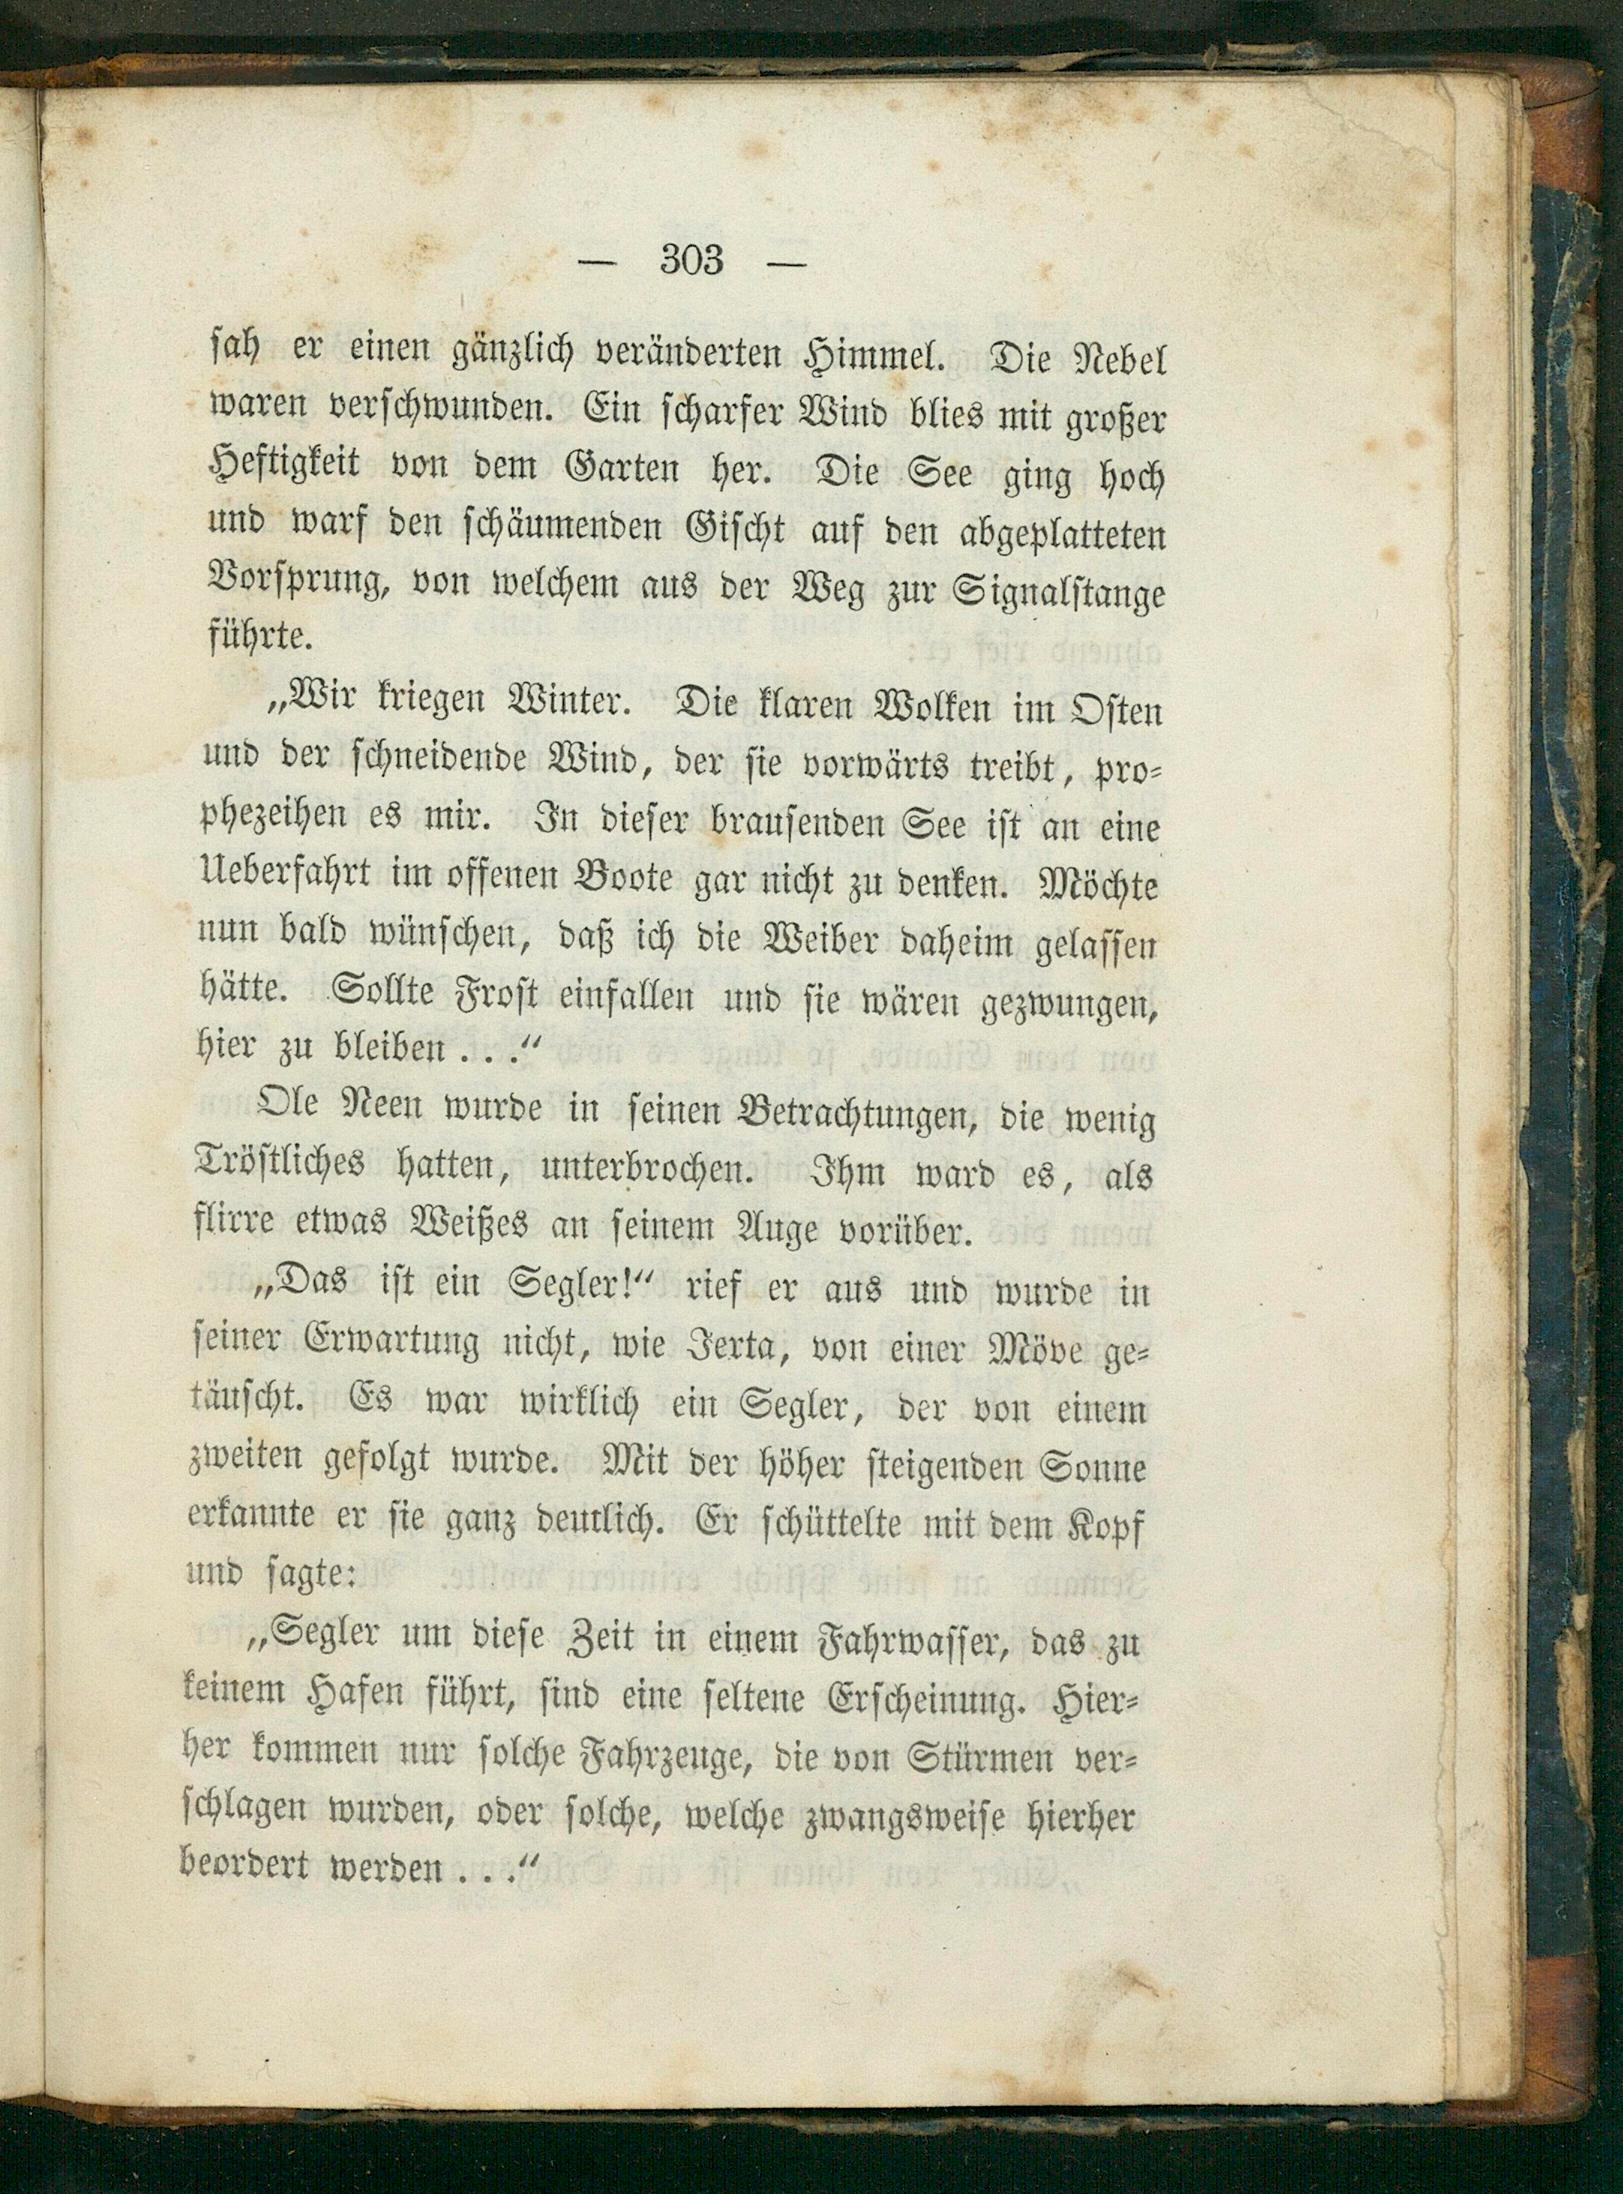 — 303 —
sah er einen gänzlich veränderten Himmel. Die Nebel
waren verschwunden. Ein scharfer Wind blies mit großer
Heftigkeit von dem Garten her. Die See ging hoch
und warf den schäumenden Gischt auf den abgeplatteten
Vorsprung, von welchem aus der Weg zur Signalstange
führte.
„Wir kriegen Winter. Die klaren Wolken im Osten
und der schneidende Wind, der sie vorwärts treibt, pro-
phezeihen es mir. In dieser brausenden See ist an eine
Ueberfahrt im offenen Boote gar nicht zu denken. Möchte
nun bald wünschen, daß ich die Weiber daheim gelassen
hätte. Sollte Frost einfallen und sie wären gezwungen,
hier zu bleiben . . .“
Ole Neen wurde in seinen Betrachtungen, die wenig
Tröstliches hatten, unterbrochen. Ihm ward es, als
flirre etwas Weißes an seinem Auge vorüber.
„Das ist ein Segler!“ rief er aus und wurde in
seiner Erwartung nicht, wie Jerta, von einer Möve ge-
täuscht. Es war wirklich ein Segler, der von einem
zweiten gefolgt wurde. Mit der höher steigenden Sonne
erkannte er sie ganz deutlich. Er schüttelte mit dem Kopf
und sagte:
„Segler um diese Zeit in einem Fahrwasser, das zu
keinem Hafen führt, sind eine seltene Erscheinung. Hier-
her kommen nur solche Fahrzeuge, die von Stürmen ver-
schlagen wurden, oder solche, welche zwangsweise hierher
beordert werden . . .“